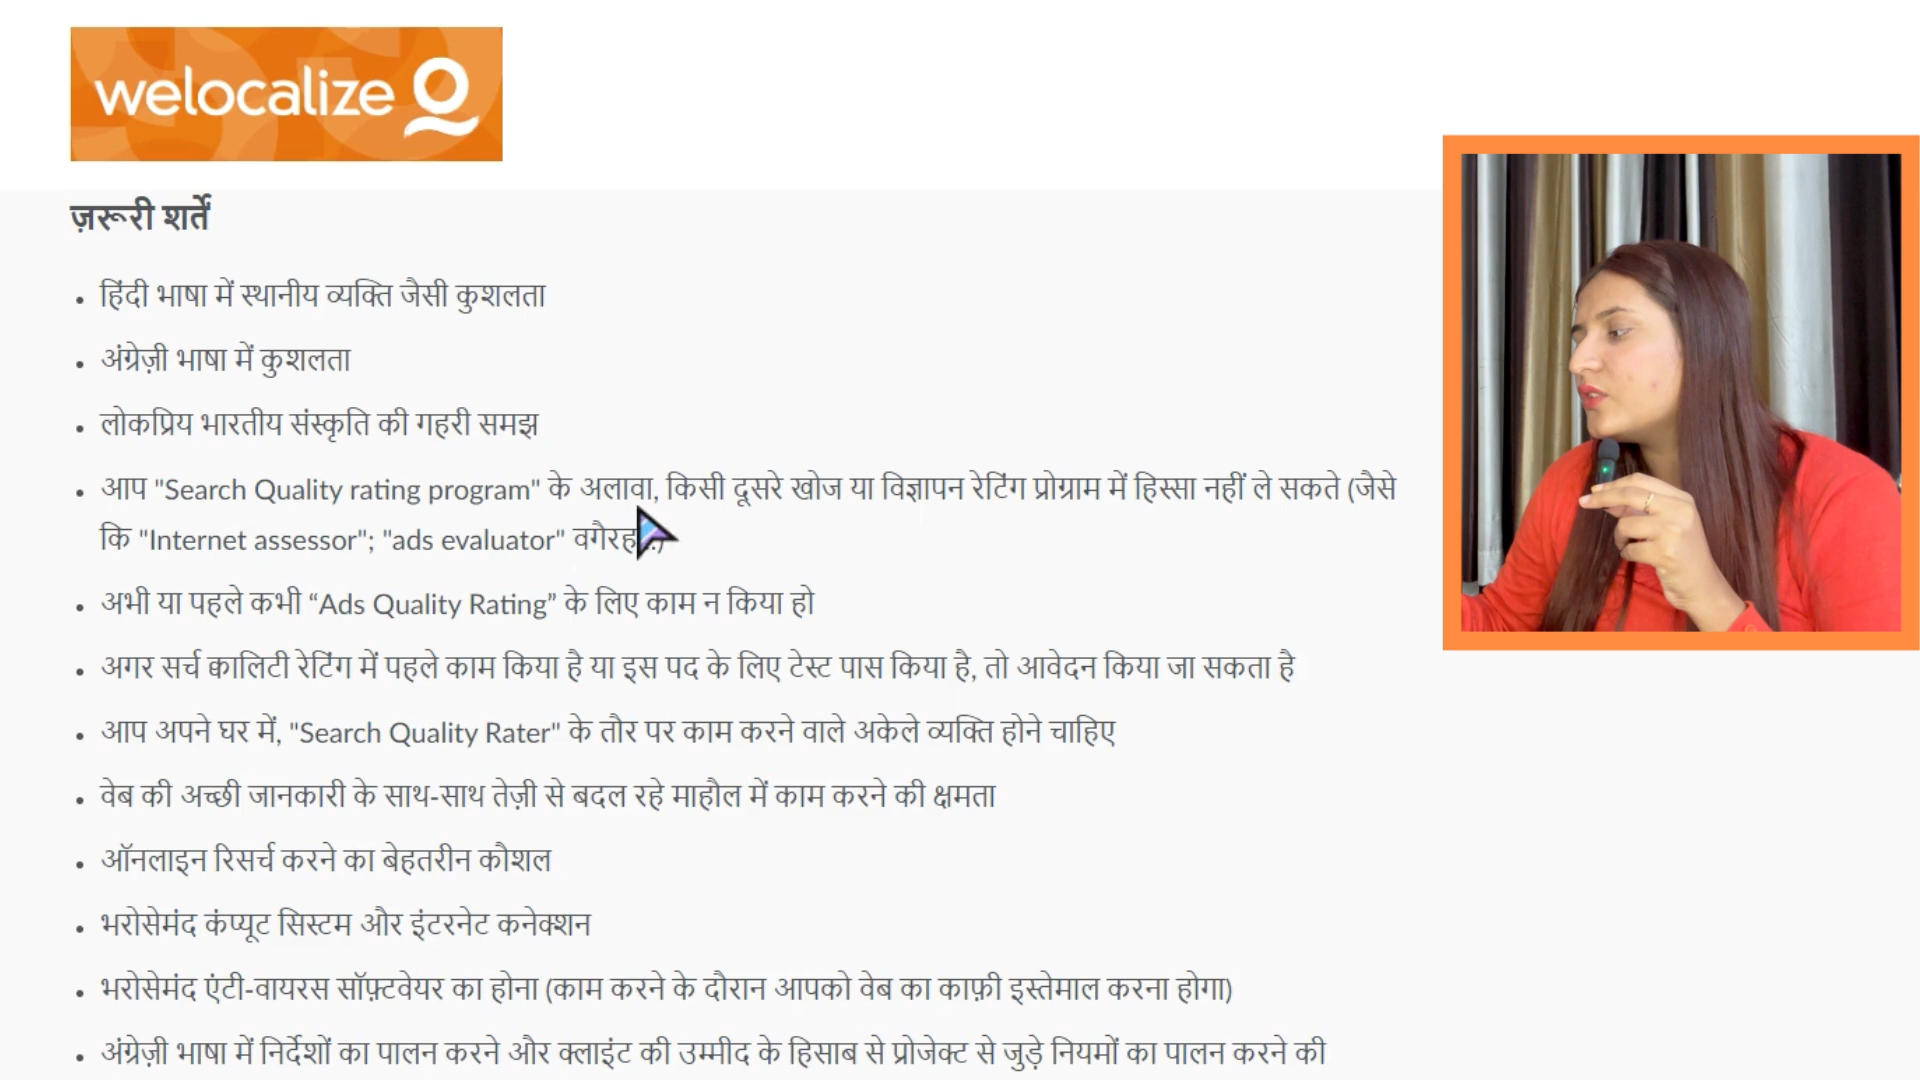 welocalize
ज़रूरी शर्तें
• हिंदी भाषा में स्थानीय व्यक्ति जैसी कुशलता
• अंग्रेज़ी भाषा में कुशलता
• लोकप्रिय भारतीय संस्कृति की गहरी समझ
• आप "Search Quality rating program" के अलावा, किसी दूसरे खोज या विज्ञापन रेटिंग प्रोग्राम में हिस्सा नहीं ले सकते (जैसे
कि "Internet assessor"; "ads evaluator" वगैरह
• अभी या पहले कभी “Ads Quality Rating” के लिए काम न किया हो
• अगर सर्च क्वालिटी रेटिंग में पहले काम किया है या इस पद के लिए टेस्ट पास किया है, तो आवेदन किया जा सकता है
• आप अपने घर में, "Search Quality Rater" के तौर पर काम करने वाले अकेले व्यक्ति होने चाहिए
• वेब की अच्छी जानकारी के साथ-साथ तेज़ी से बदल रहे माहौल में काम करने की क्षमता
• ऑनलाइन रिसर्च करने का बेहतरीन कौशल
• भरोसेमंद कंप्यूट सिस्टम और इंटरनेट कनेक्शन
• भरोसेमंद एंटी-वायरस सॉफ़्टवेयर का होना (काम करने के दौरान आपको वेब का काफ़ी इस्तेमाल करना होगा)
• अंग्रेज़ी भाषा में निर्देशों का पालन करने और क्लाइंट की उम्मीद के हिसाब से प्रोजेक्ट से जुड़े नियमों का पालन करने की